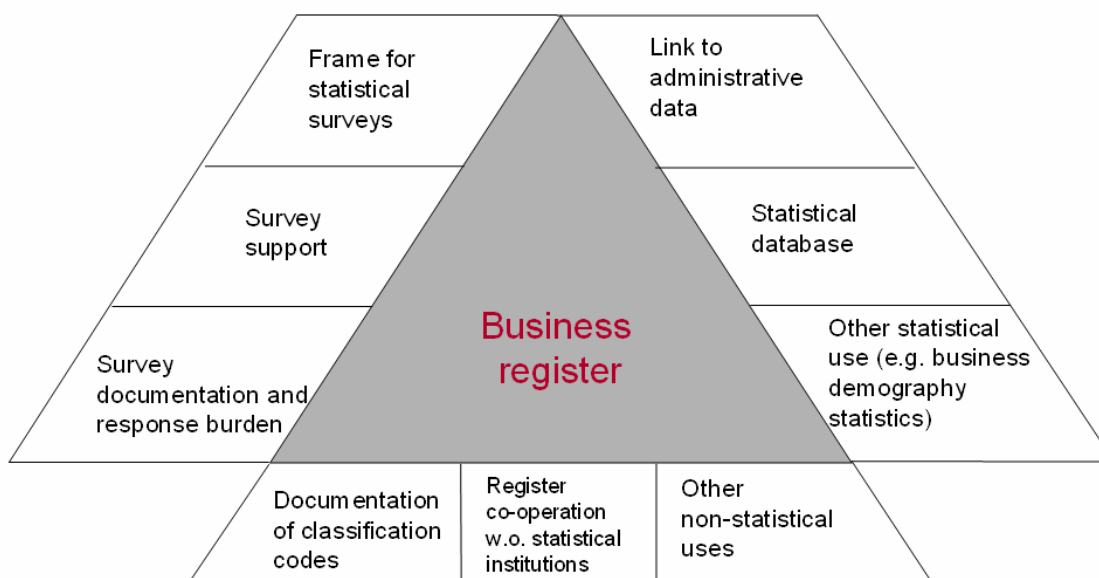 Frame for
statistical
surveys
Link to
administrative
data
Survey
support
Statistical
database
Business
register
Survey
documentation and
response burden
Other statistical
use (e.g. business
demography
statistics)
Documentation
of classification
codes
Register
co-operation
w.o. statistical
institutions
Other
non-statistical
uses